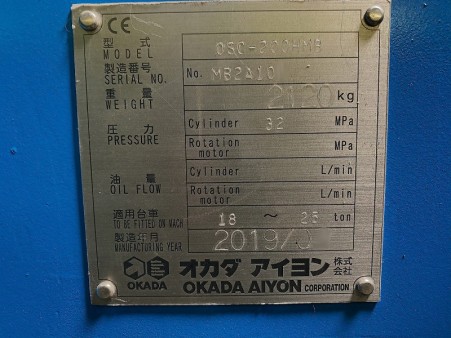 型式
MODEL OSC-200HMB
製造番号
SERIAL NO. No. MB2410
重量
WEIGHT 2120 kg
圧力
PRESSURE
Cylinder 32 MPa
Rotation motor MPa
油量
OIL FLOW
Cylinder L/min
Rotation motor L/min
適用台車
TO BE FITTED ON MACH 18 ~ 25 ton
製造年月
MANUFACTURING YEAR 2019/
オカダ アイヨン 株式会社
OKADA OKADA AIYON CORPORATION